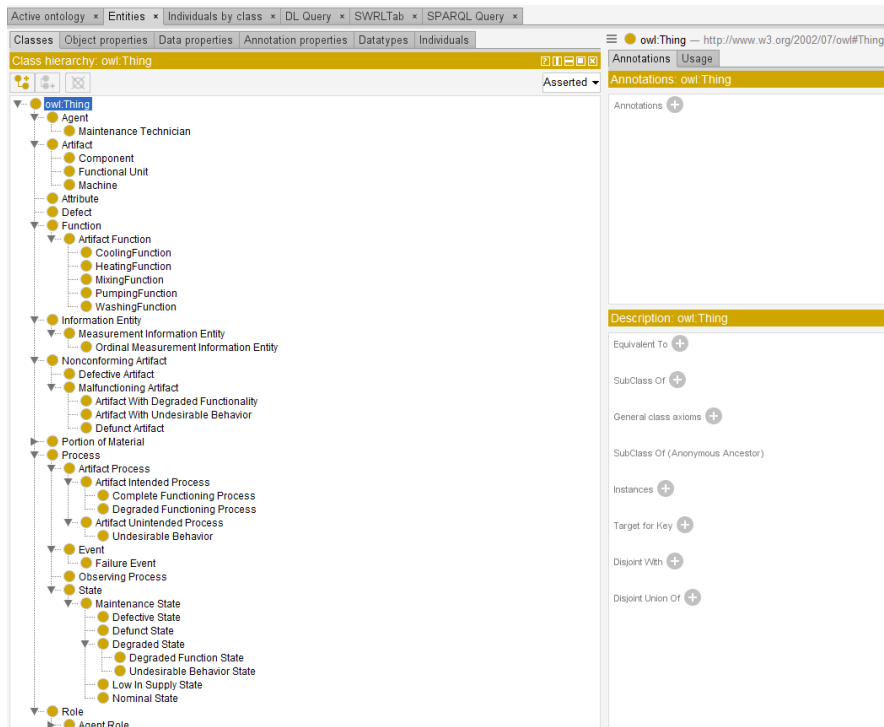 Active ontology × Entities × Individuals by class × DL Query × SWRLTab × SPARQL Query ×
Classes Object properties Data properties Annotation properties Datatypes Individuals
Class hierarchy: owl:Thing
Asserted
owl:Thing
Agent
Maintenance Technician
Artifact
Component
Functional Unit
Machine
Attribute
Defect
Function
Artifact Function
CoolingFunction
HeatingFunction
MixingFunction
PumpingFunction
WashingFunction
Information Entity
Measurement Information Entity
Ordinal Measurement Information Entity
Nonconforming Artifact
Defective Artifact
Malfunctioning Artifact
Artifact With Degraded Functionality
Artifact With Undesirable Behavior
Defunct Artifact
Portion of Material
Process
Artifact Process
Artifact Intended Process
Complete Functioning Process
Degraded Functioning Process
Artifact Unintended Process
Undesirable Behavior
Event
Failure Event
Observing Process
State
Maintenance State
Defective State
Defunct State
Degraded State
Degraded Function State
Undesirable Behavior State
Low In Supply State
Nominal State
Role
Agent Role
owl:Thing — http://www.w3.org/2002/07/owl#Thing
Annotations Usage
Annotations: owl:Thing
Annotations
Description: owl:Thing
Equivalent To
SubClass Of
General class axioms
SubClass Of (Anonymous Ancestor)
Instances
Target for Key
Disjoint With
Disjoint Union Of